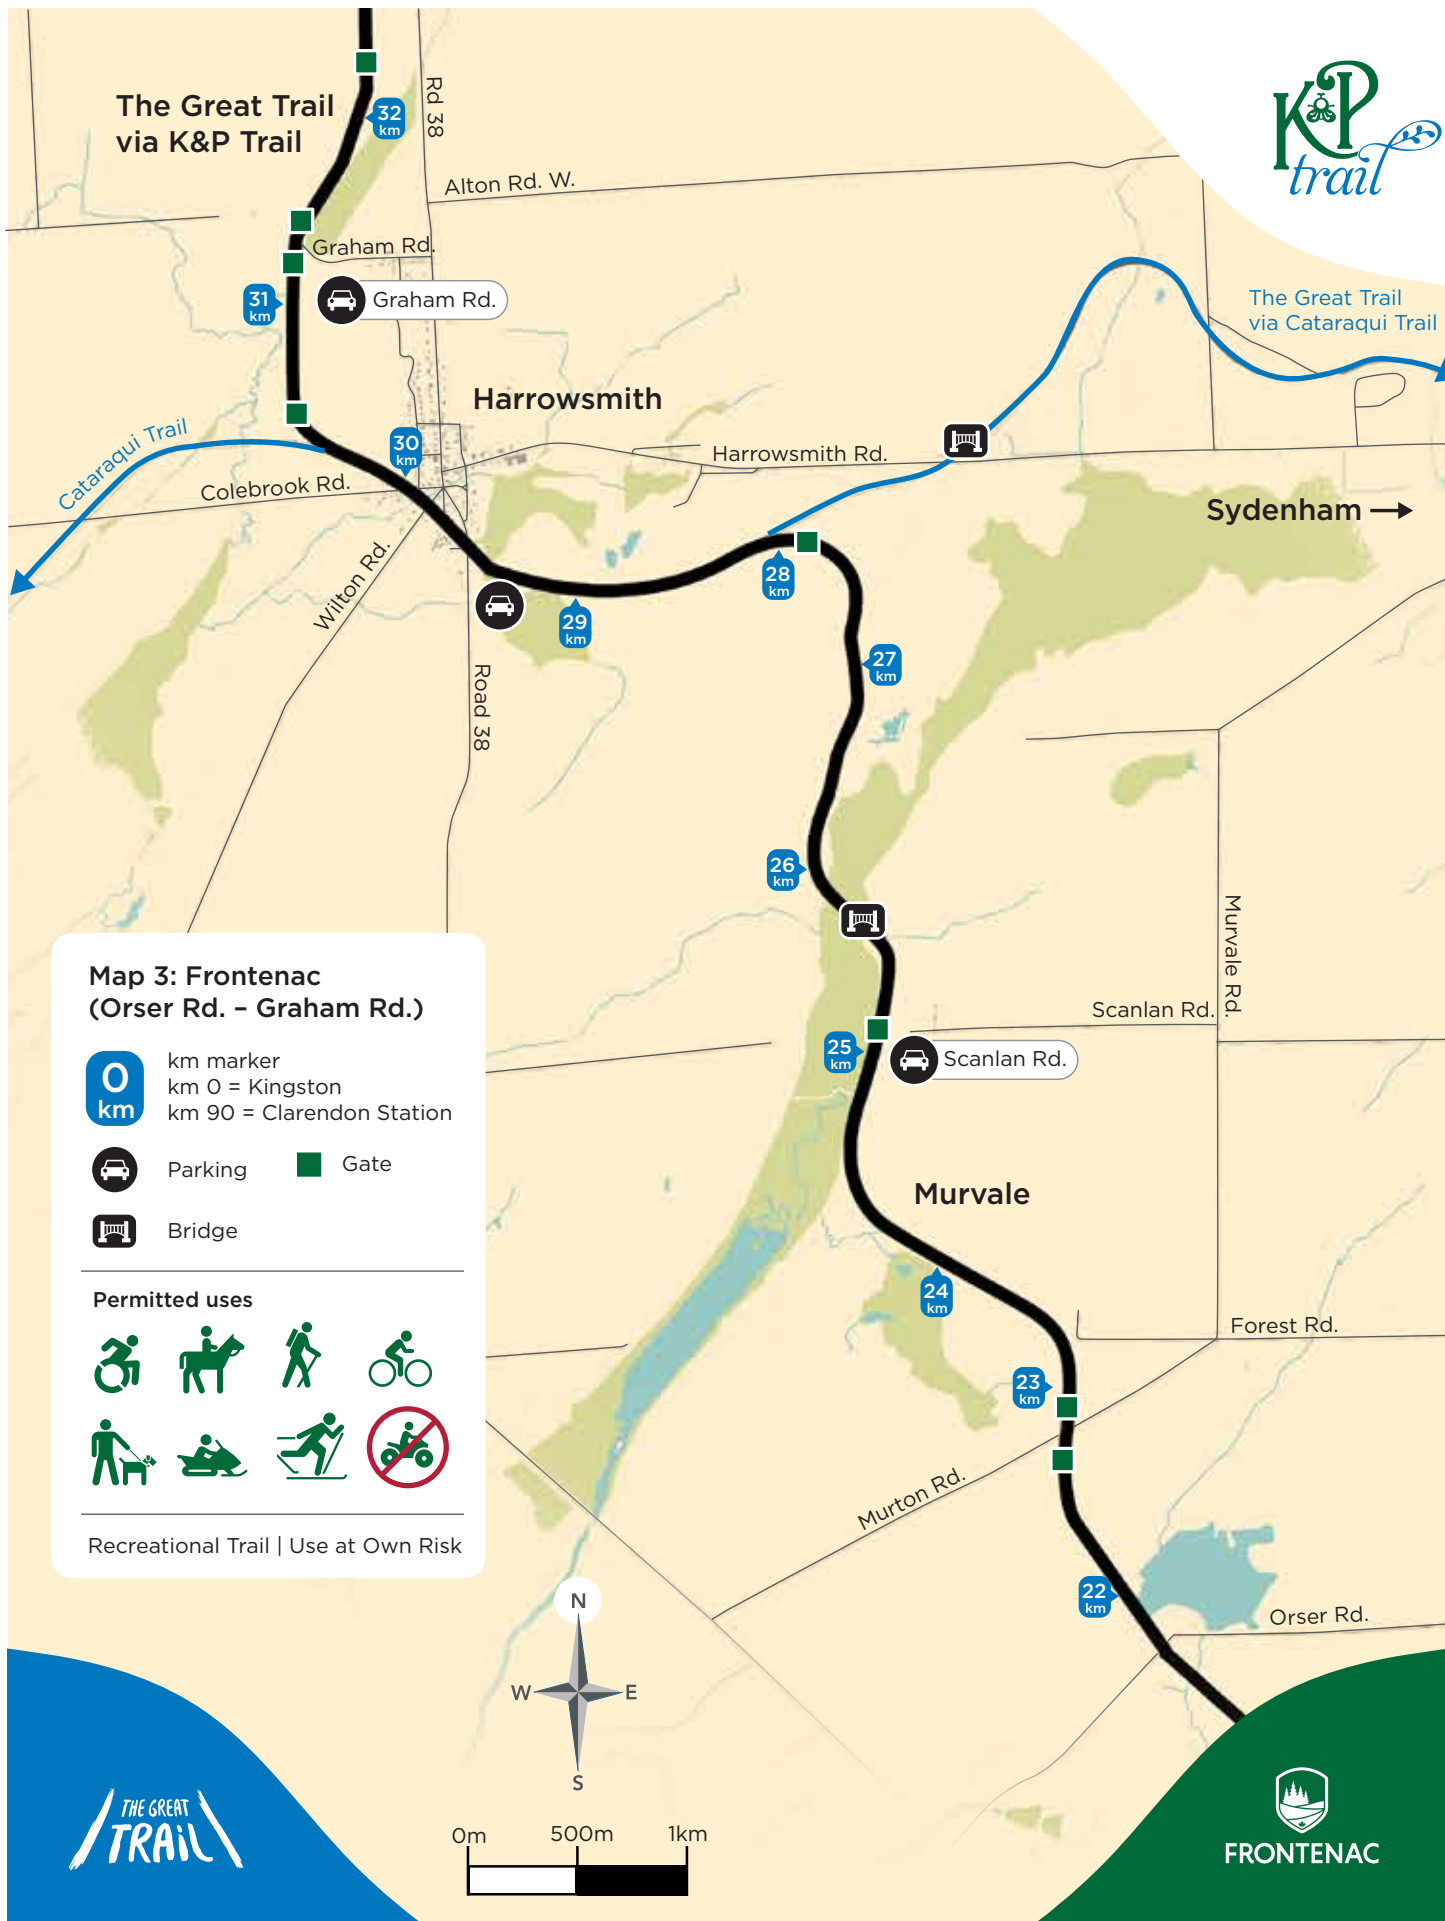 The Great Trail
via K&P Trail
32
km
Rd 38
K&P
trail
Alton Rd. W.
Graham Rd.
31
km
Graham Rd.
The Great Trail
via Cataraqui Trail
Harrowsmith
Cataraqui Trail
30
km
Harrowsmith Rd.
Colebrook Rd.
Sydenham
Wilton Rd.
28
km
29
km
27
km
Road 38
26
km
Murvale Rd.
Scanlan Rd.
25
km
Scanlan Rd.
Murvale
24
km
Forest Rd.
23
km
Murton Rd.
22
km
Orser Rd.
Map 3: Frontenac
(Orser Rd. – Graham Rd.)
0
km
km marker
km 0 = Kingston
km 90 = Clarendon Station
Parking
Gate
Bridge
Permitted uses
Recreational Trail | Use at Own Risk
N
W
E
S
0m
500m
1km
THE GREAT
TRAiL
FRONTENAC